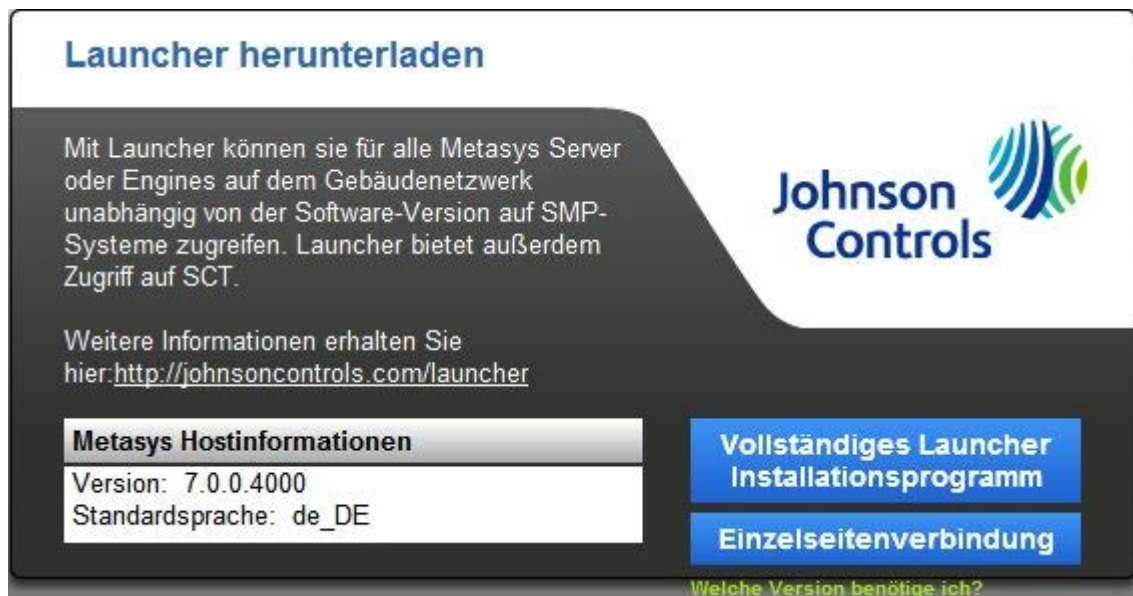 Launcher herunterladen
Mit Launcher können sie für alle Metasys Server
oder Engines auf dem Gebäudenetzwerk
unabhängig von der Software-Version auf SMP-
Systeme zugreifen. Launcher bietet außerdem
Zugriff auf SCT.
Weitere Informationen erhalten Sie
hier:http://johnsoncontrols.com/launcher
Johnson
Controls
Metasys Hostinformationen
Version: 7.0.0.4000
Standardsprache: de_DE
Vollständiges Launcher
Installationsprogramm
Einzelseitenverbindung
Welche Version benötige ich?